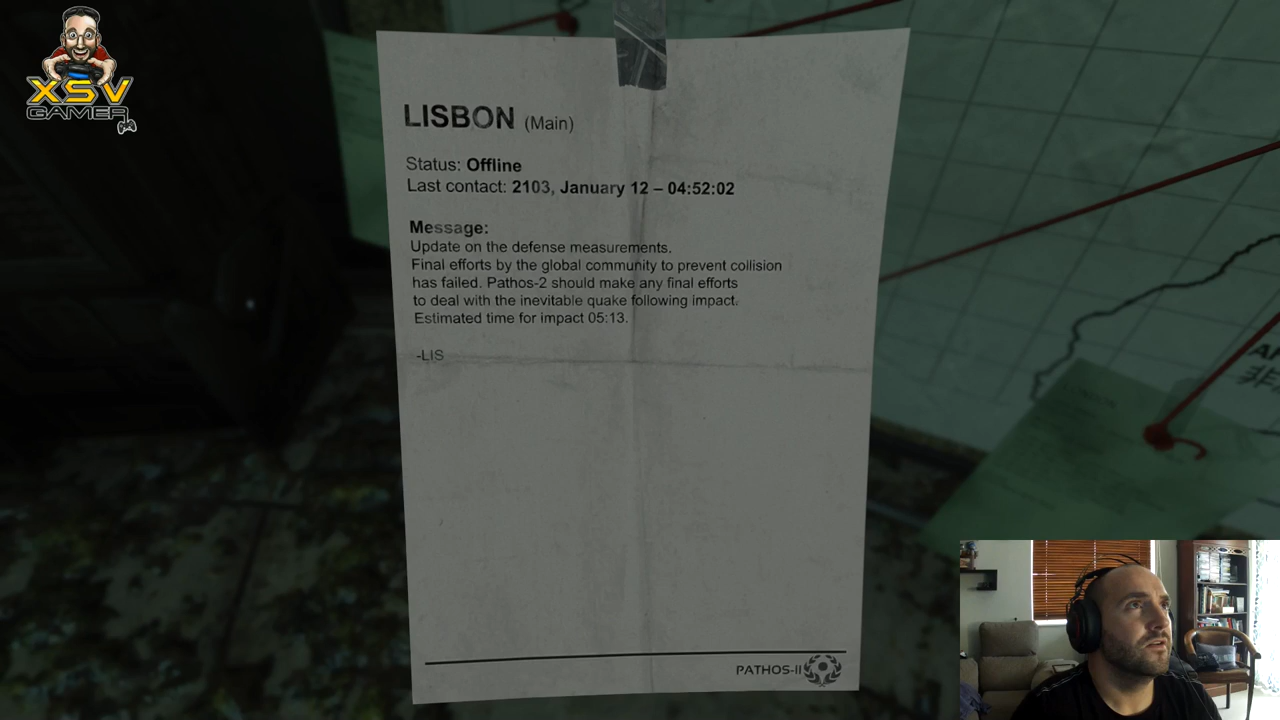 XSV
GAMER
LISBON (Main)
Status: Offline
Last contact: 2103, January 12 – 04:52:02
Message:
Update on the defense measurements.
Final efforts by the global community to prevent collision
has failed. Pathos-2 should make any final efforts
to deal with the inevitable quake following impact.
Estimated time for impact 05:13.
-LIS
PATHOS-II
LONDON